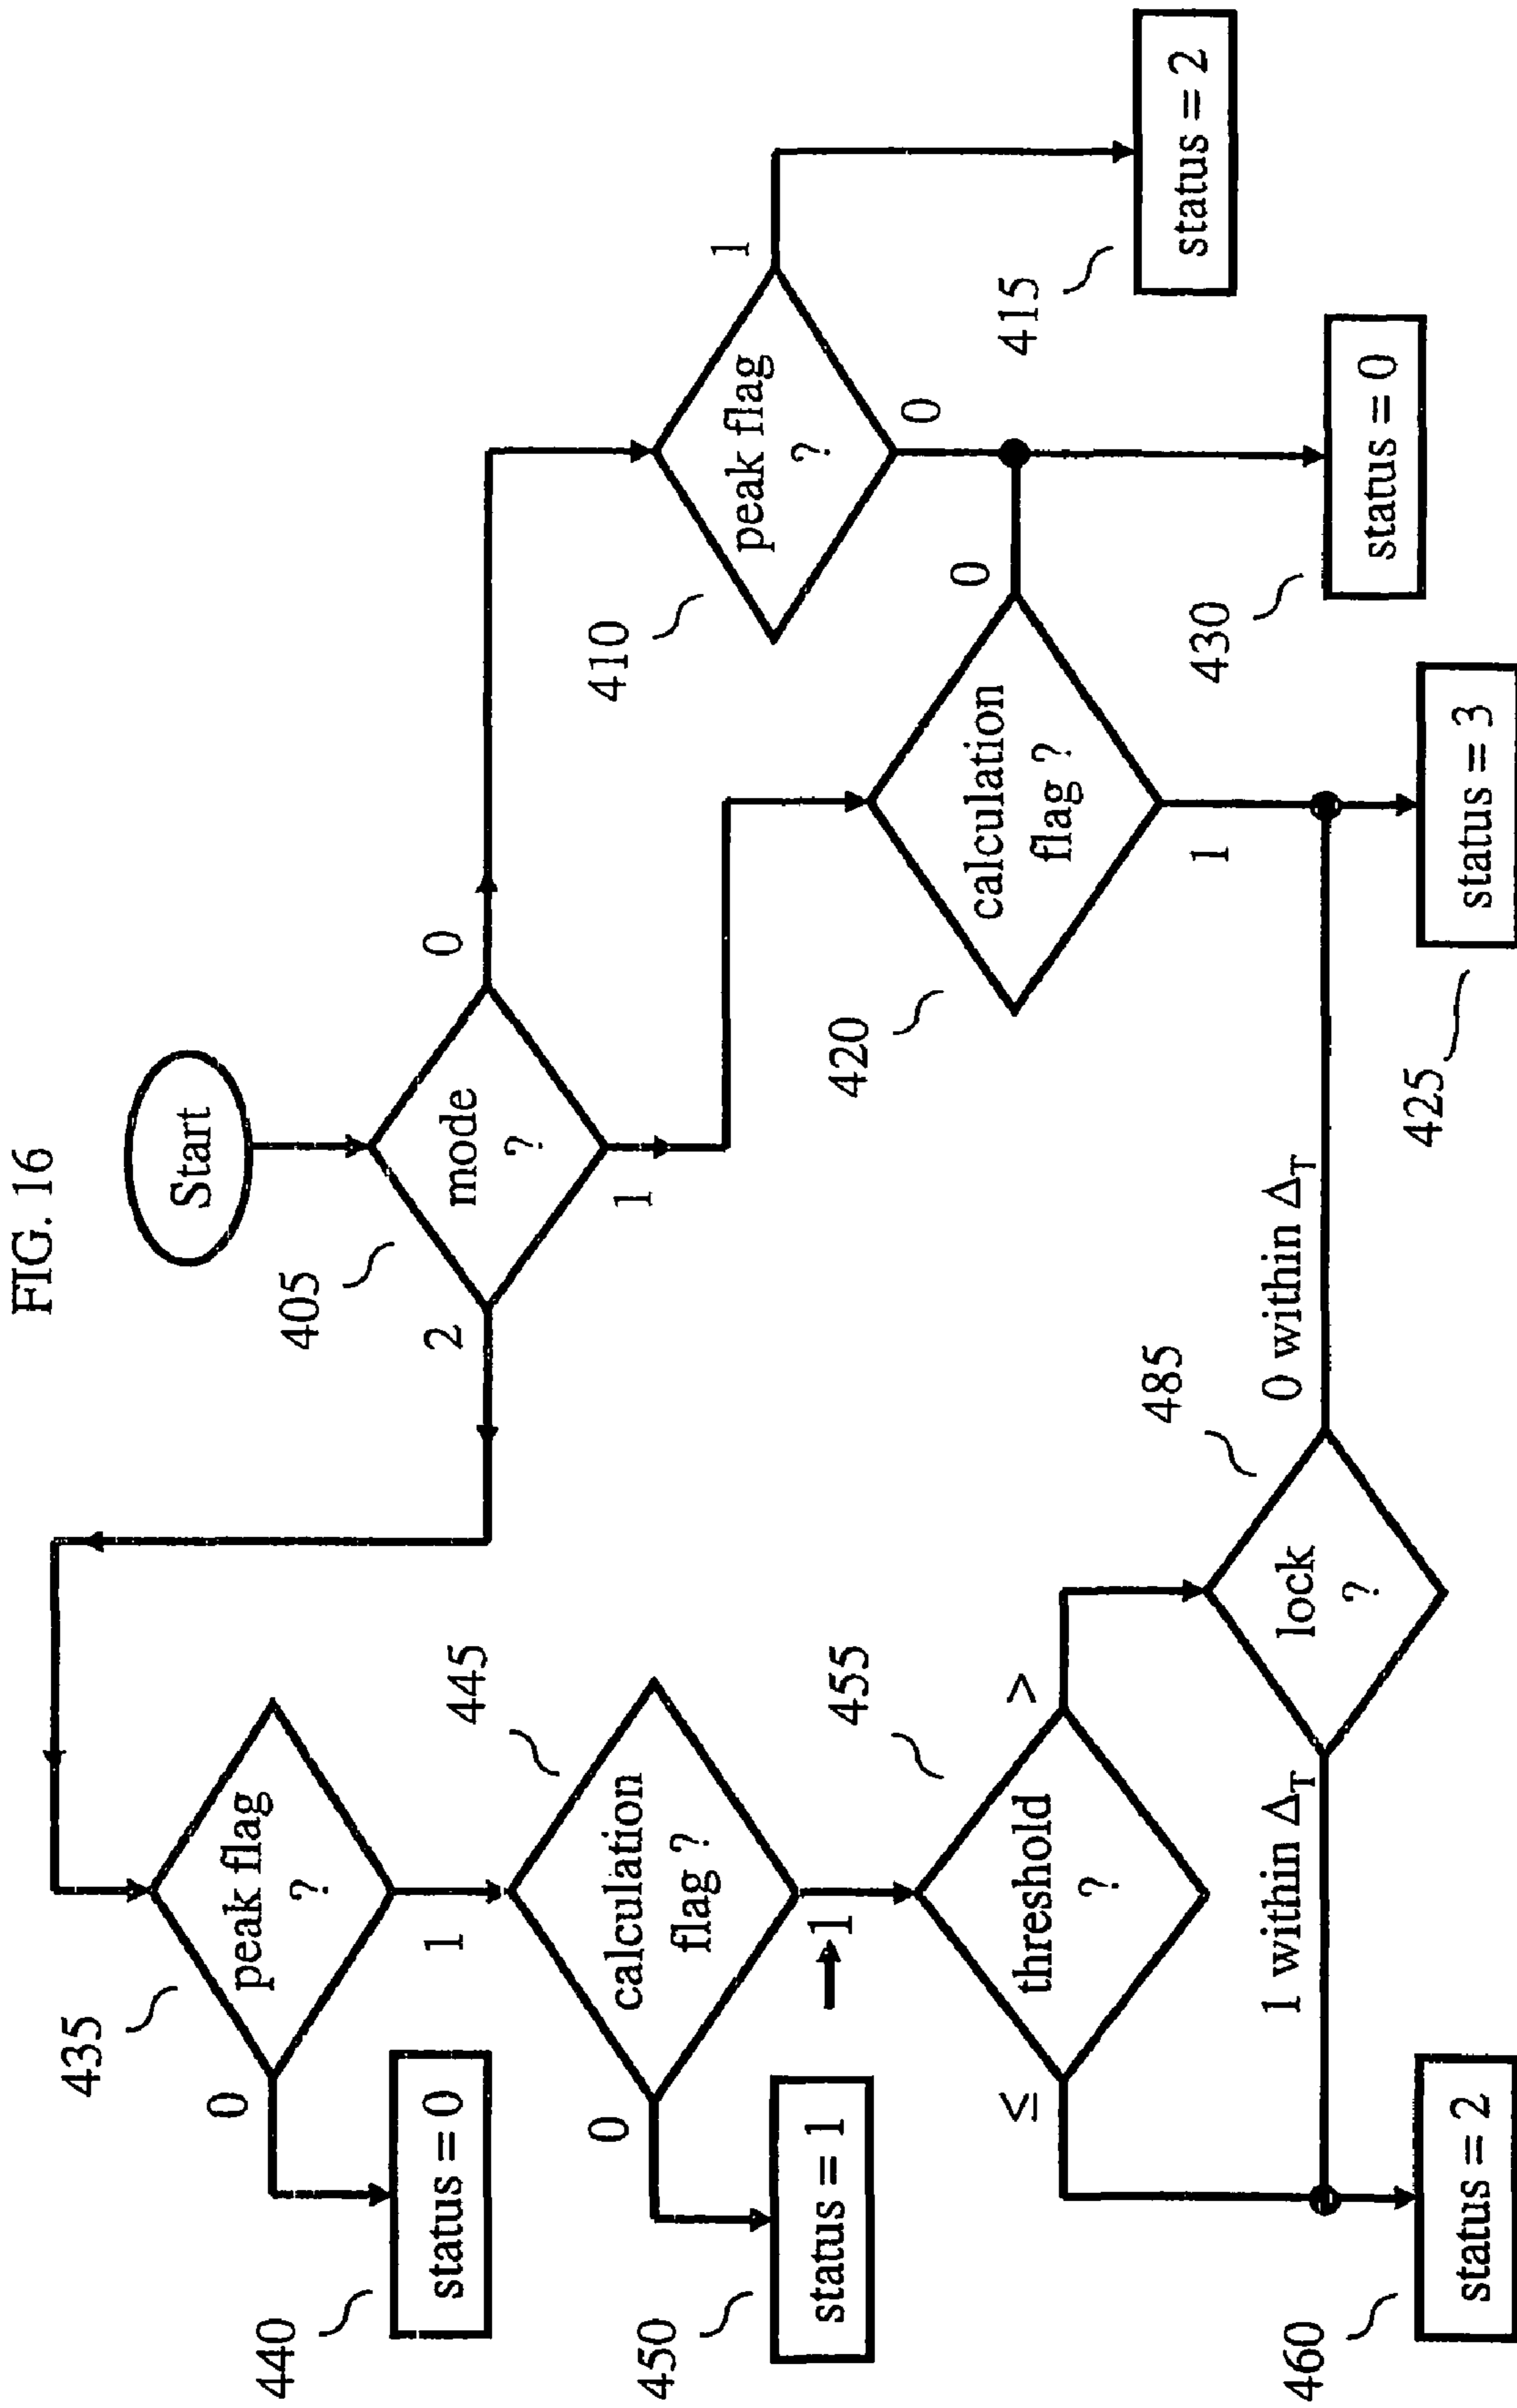 FIG. 16
Start
405
mode
?
2
0
1
435
peak flag
?
0
1
440
status = 0
445
calculation
flag ?
0
1
450
status = 1
455
threshold
?
≤
>
485
lock
?
1 within ΔT
0 within ΔT
460
status = 2
410
peak flag
?
1
0
415
status = 2
420
calculation
flag ?
0
1
430
status = 0
425
status = 3